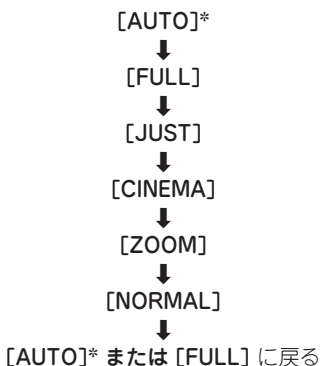 [AUTO]*
⬇
[FULL]
⬇
[JUST]
⬇
[CINEMA]
⬇
[ZOOM]
⬇
[NORMAL]
⬇
[AUTO]* または [FULL] に戻る